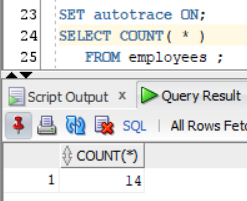 23 SET autotrace ON;
24 SELECT COUNT( * )
25 FROM employees ;
Script Output x Query Result
SQL | All Rows Fetc
COUNT(*)
1 14